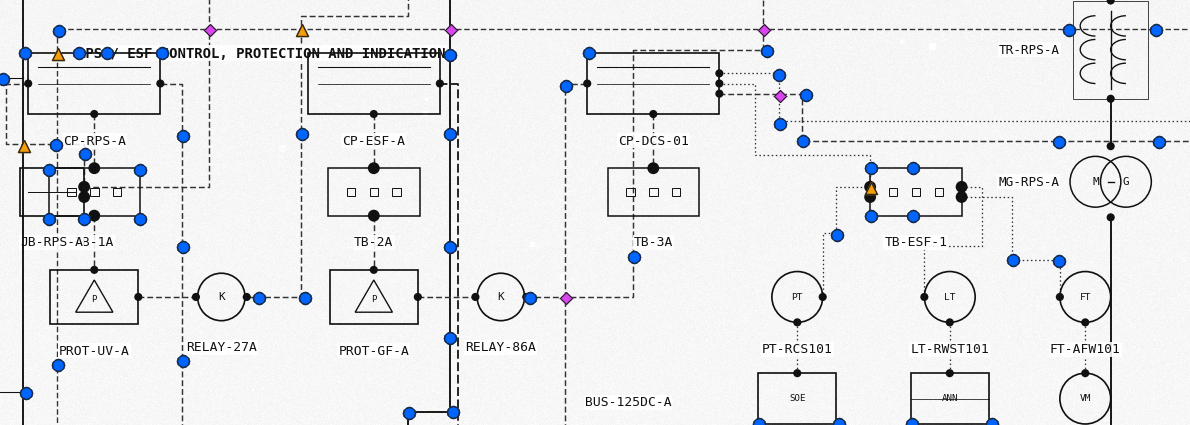 PS / ESF CONTROL, PROTECTION AND INDICATION
TR-RPS-A
CP-RPS-A
CP-ESF-A
CP-DCS-01
M
G
MG-RPS-A
JB-RPS-A
B-1A
TB-2A
TB-3A
TB-ESF-1
P
K
P
K
PT
LT
FT
PROT-UV-A
RELAY-27A
PROT-GF-A
RELAY-86A
PT-RCS101
LT-RWST101
FT-AFW101
BUS-125DC-A
SOE
ANN
VM